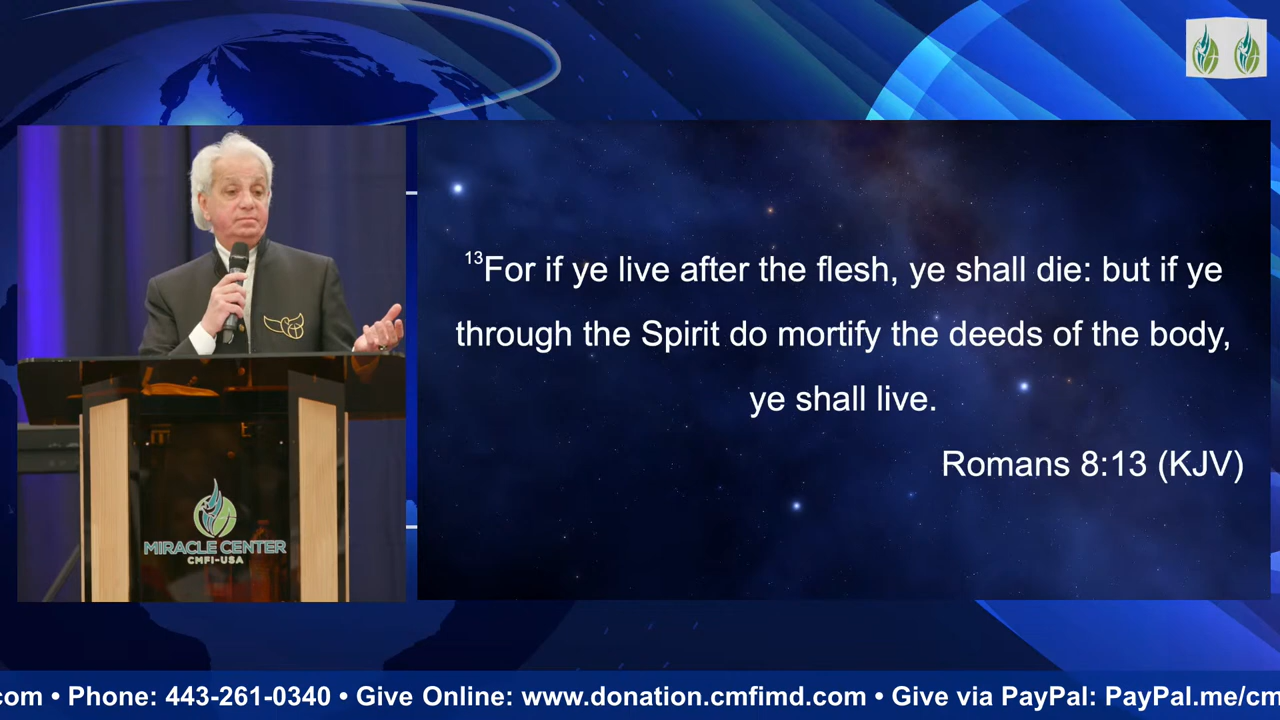 ¹³For if ye live after the flesh, ye shall die: but if ye
through the Spirit do mortify the deeds of the body,
ye shall live.
Romans 8:13 (KJV)
MIRACLE CENTER
CMFI-USA
com • Phone: 443-261-0340 • Give Online: www.donation.cmfimd.com • Give via PayPal: PayPal.me/cm